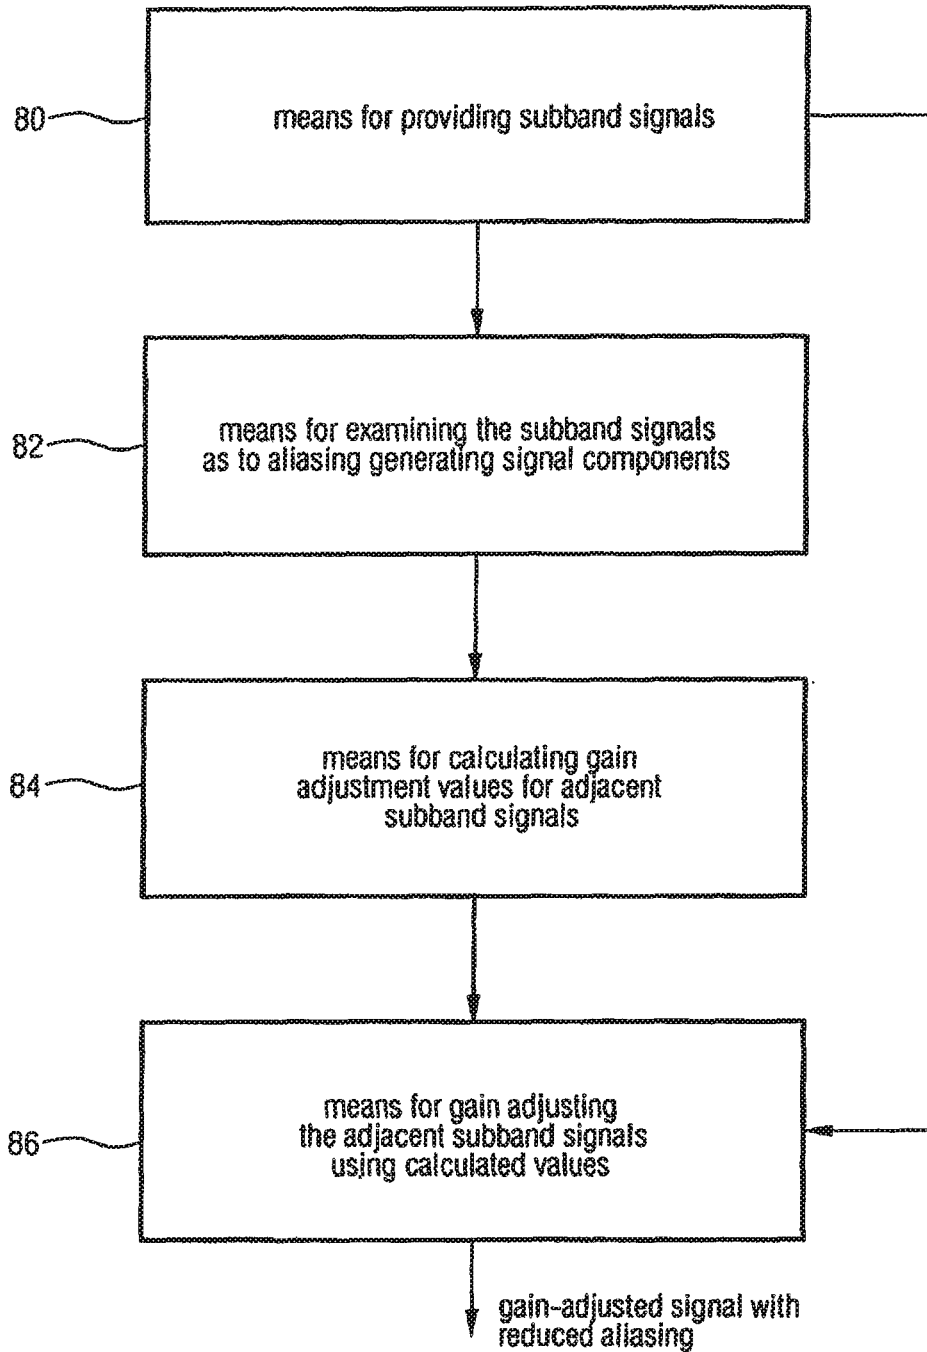 80
means for providing subband signals
82
means for examining the subband signals
as to aliasing generating signal components
84
means for calculating gain
adjustment values for adjacent
subband signals
86
means for gain adjusting
the adjacent subband signals
using calculated values
gain-adjusted signal with
reduced aliasing